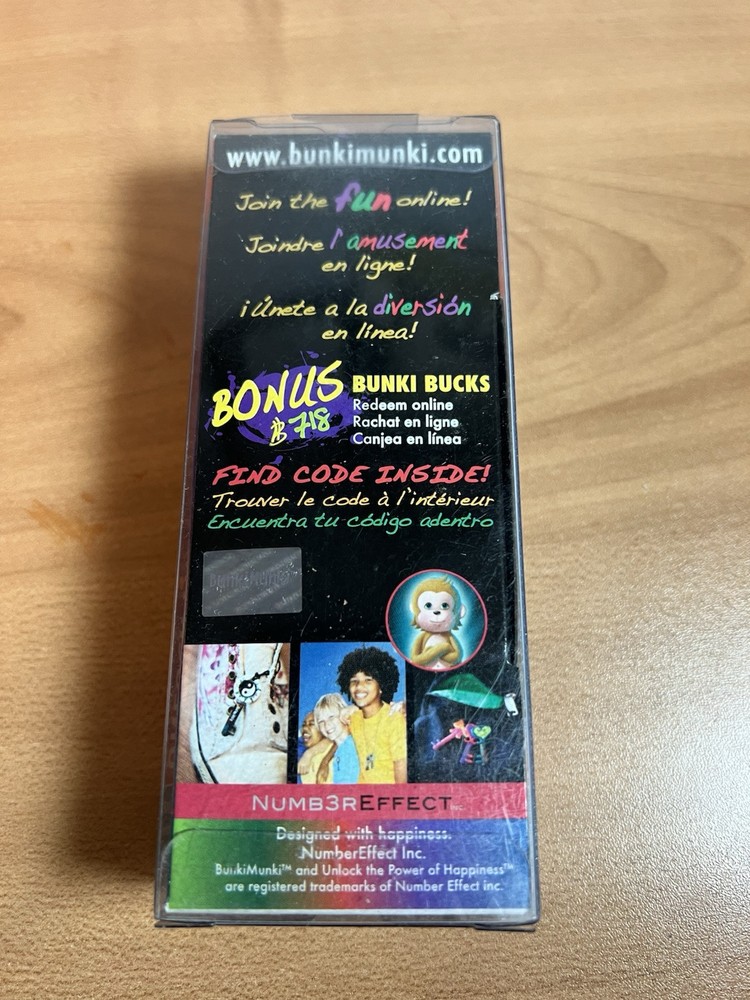 www.bunkimunki.com
Join the fun online!
Joindre l'amusement
en ligne!
¡Únete a la diversión
en línea!
BONUS
718
BUNKI BUCKS
Redeem online
Rachat en ligne
Canjea en línea
FIND CODE INSIDE!
Trouver le code à l'intérieur
Encuentra tu código adentro
BunkiMunki
NUMB3REFFECT INC.
Designed with happiness.
NumberEffect Inc.
BunkiMunki™ and Unlock the Power of Happiness™
are registered trademarks of Number Effect inc.